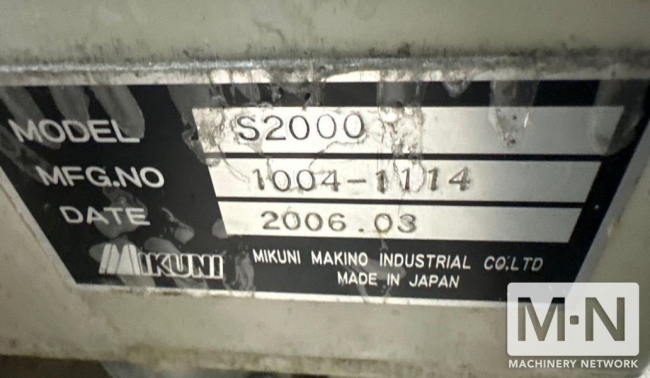 MODEL S2000
MFG.NO 1004-1114
DATE 2006.03
MIKUNI MIKUNI MAKINO INDUSTRIAL CO.LTD
MADE IN JAPAN
M·N
MACHINERY NETWORK